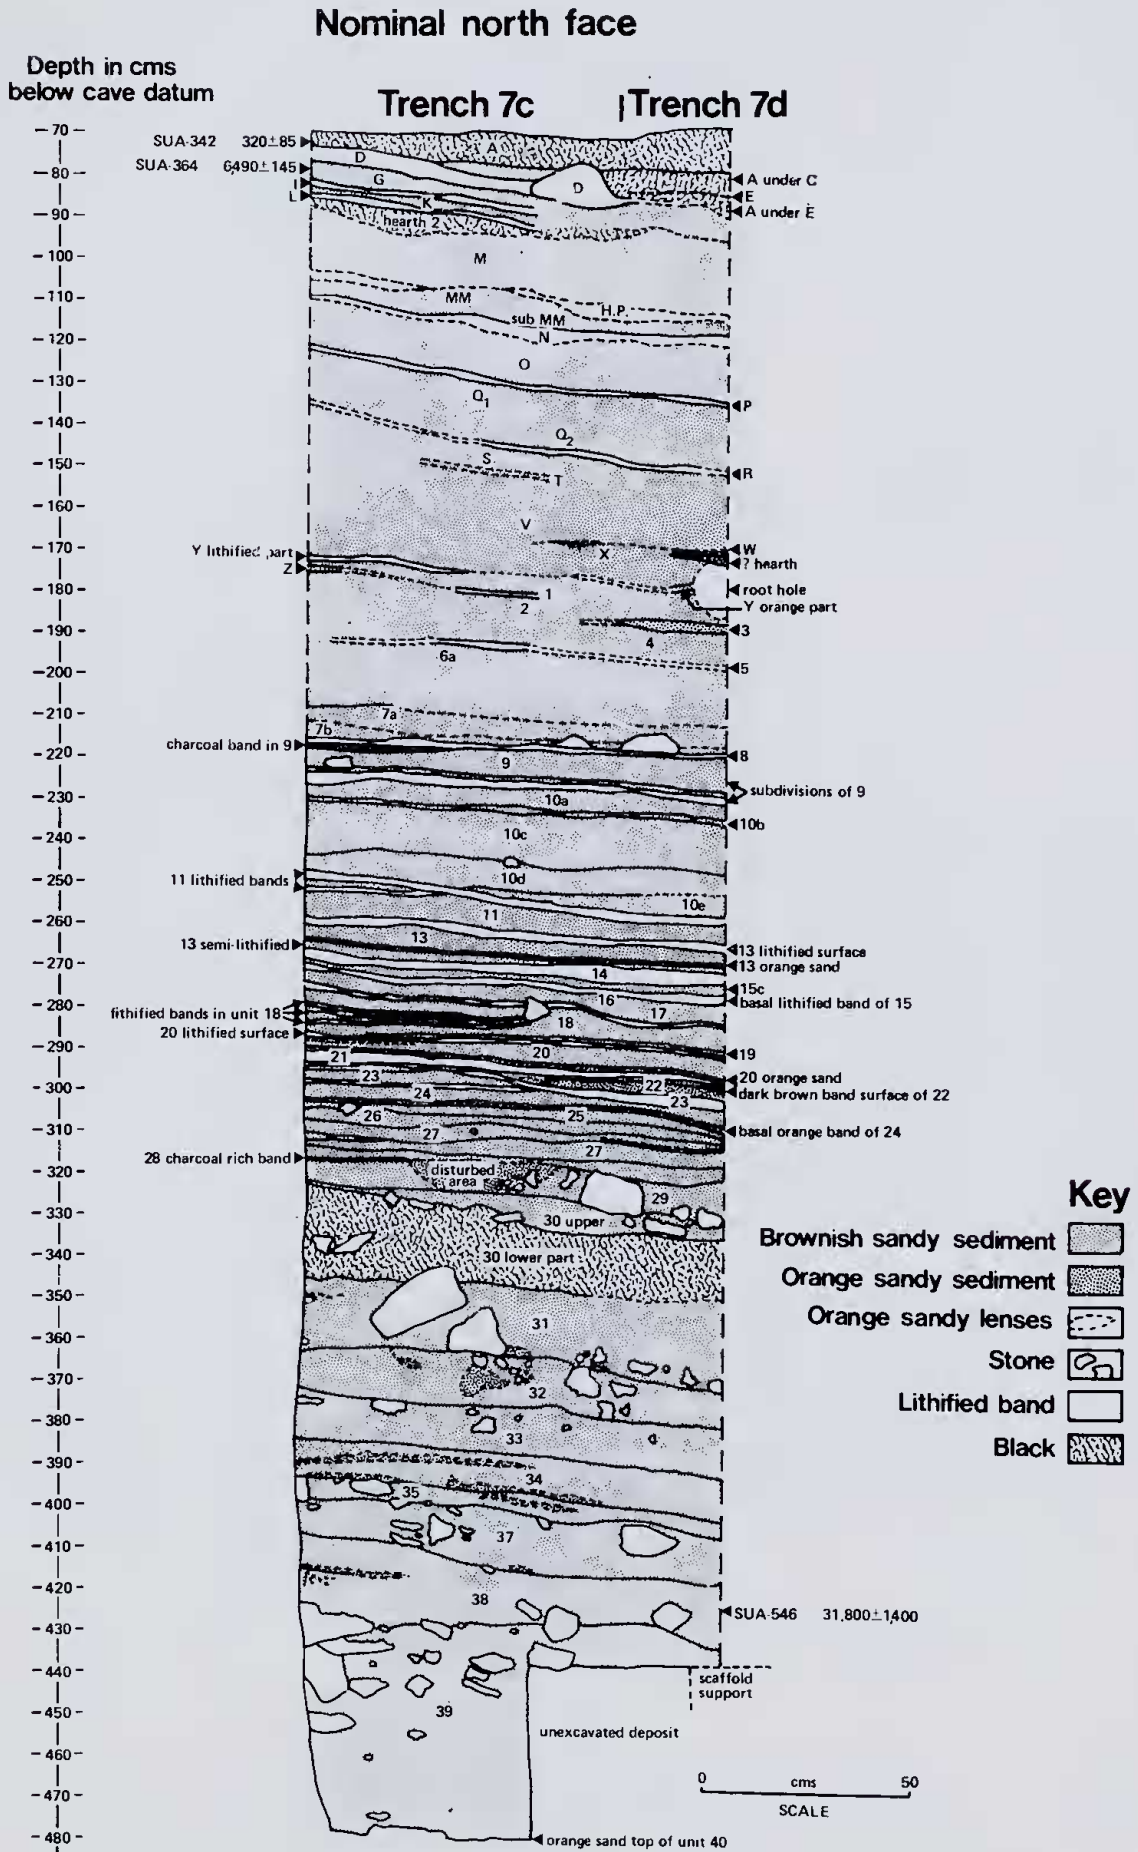 Nominal north face
Depth in cms
below cave datum
Trench 7c
Trench 7d
-70-
-80-
-90-
-100-
-110-
-120-
-130-
-140-
-150-
-160-
-170-
-180-
-190-
-200-
-210-
-220-
-230-
-240-
-250-
-260-
-270-
-280-
-290-
-300-
-310-
-320-
-330-
-340-
-350-
-360-
-370-
-380-
-390-
-400-
-410-
-420-
-430-
-440-
-450-
-460-
-470-
-480-
SUA-342 320±85
SUA-364 6,490±145
I
L
Y lithified part
Z
charcoal band in 9
11 lithified bands
13 semi-lithified
lithified bands in unit 18
20 lithified surface
28 charcoal rich band
A
D
G
D
K
hearth 2
M
MM
H.P.
sub MM
N
O
Q1
Q2
S
T
V
X
1
2
4
6a
7a
7b
9
10a
10c
10d
10e
11
13
14
16
17
18
20
21
22
23
23
24
25
26
27
27
disturbed
area
29
30 upper
30 lower part
31
32
33
34
35
37
38
39
A under C
E
A under E
P
R
W
? hearth
root hole
Y orange part
3
5
8
subdivisions of 9
10b
13 lithified surface
13 orange sand
15c
basal lithified band of 15
19
20 orange sand
dark brown band surface of 22
basal orange band of 24
SUA-546 31,800±1,400
scaffold
support
unexcavated deposit
orange sand top of unit 40
0 cms 50
SCALE
Key
Brownish sandy sediment
Orange sandy sediment
Orange sandy lenses
Stone
Lithified band
Black